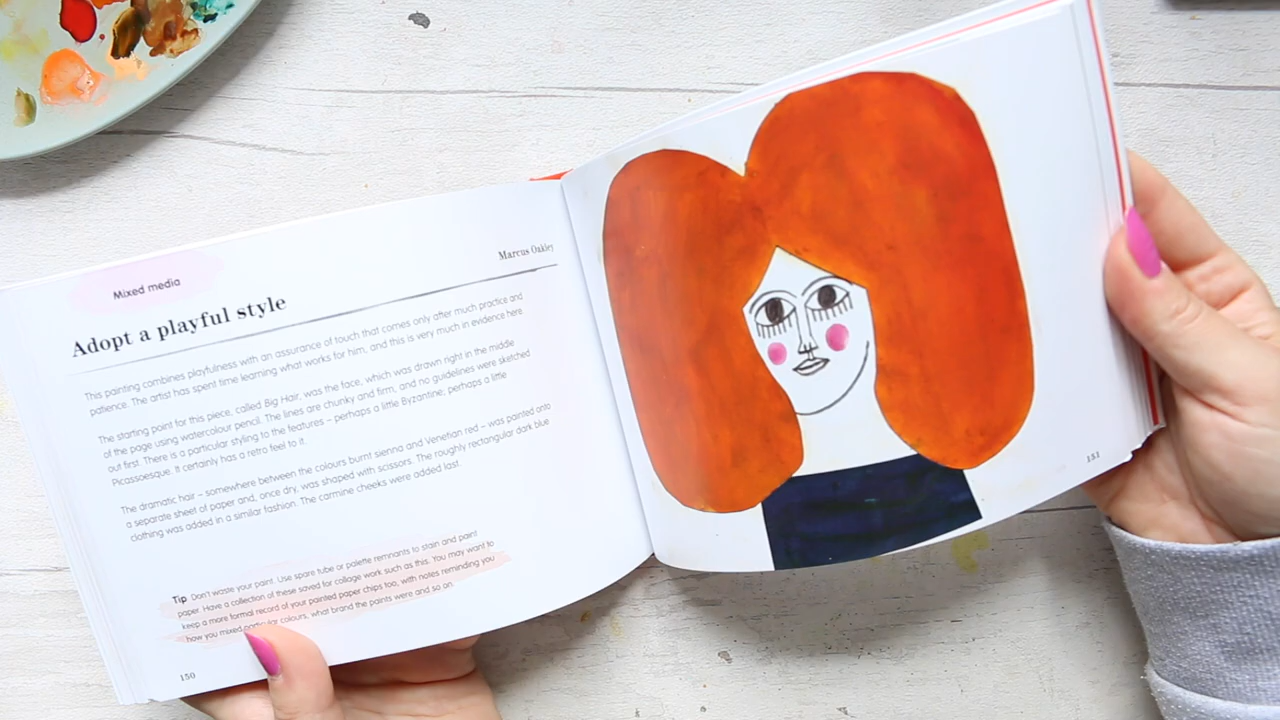 Mixed media
Marcus Oakley
Adopt a playful style
This painting combines playfulness with an assurance of touch that comes only after much practice and
patience. The artist has spent time learning what works for him, and this is very much in evidence here.
The starting point for this piece, called Big Hair, was the face, which was drawn right in the middle
of the page using watercolour pencil. The lines are chunky and firm, and no guidelines were sketched
out first. There is a particular styling to the features – perhaps a little Byzantine; perhaps a little
Picassoesque. It certainly has a retro feel to it.
The dramatic hair – somewhere between the colours burnt sienna and Venetian red – was painted onto
a separate sheet of paper and, once dry, was shaped with scissors. The roughly rectangular dark blue
clothing was added in a similar fashion. The carmine cheeks were added last.
Tip Don't waste your paint. Use spare tube or palette remnants to stain and paint
paper. Have a collection of these saved for collage work such as this. You may want to
keep a more formal record of your painted paper chips too, with notes reminding you
how you mixed particular colours, what brand the paints were and so on.
150
151